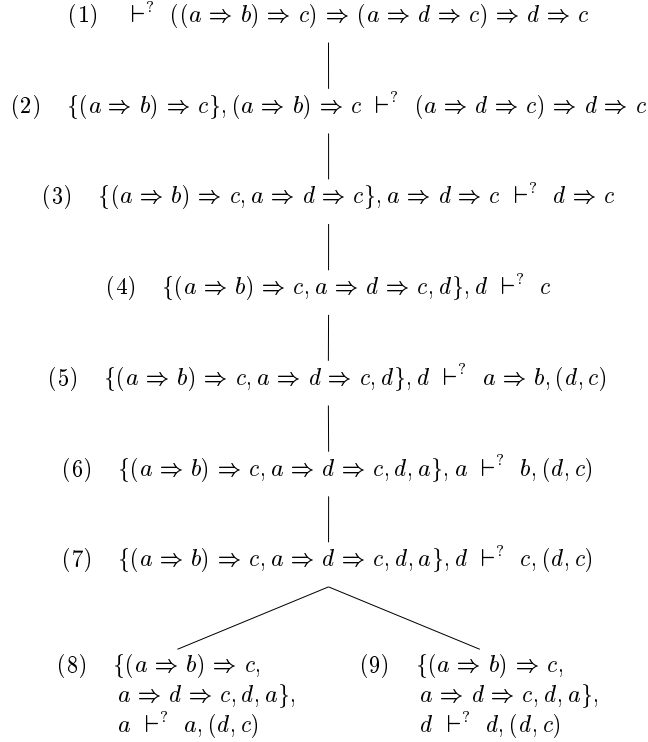 (1) ⊢? ((a ⇒ b) ⇒ c) ⇒ (a ⇒ d ⇒ c) ⇒ d ⇒ c
(2) {(a ⇒ b) ⇒ c}, (a ⇒ b) ⇒ c ⊢? (a ⇒ d ⇒ c) ⇒ d ⇒ c
(3) {(a ⇒ b) ⇒ c, a ⇒ d ⇒ c}, a ⇒ d ⇒ c ⊢? d ⇒ c
(4) {(a ⇒ b) ⇒ c, a ⇒ d ⇒ c, d}, d ⊢? c
(5) {(a ⇒ b) ⇒ c, a ⇒ d ⇒ c, d}, d ⊢? a ⇒ b, (d, c)
(6) {(a ⇒ b) ⇒ c, a ⇒ d ⇒ c, d, a}, a ⊢? b, (d, c)
(7) {(a ⇒ b) ⇒ c, a ⇒ d ⇒ c, d, a}, d ⊢? c, (d, c)
(8) {(a ⇒ b) ⇒ c,
a ⇒ d ⇒ c, d, a},
a ⊢? a, (d, c)
(9) {(a ⇒ b) ⇒ c,
a ⇒ d ⇒ c, d, a},
d ⊢? d, (d, c)